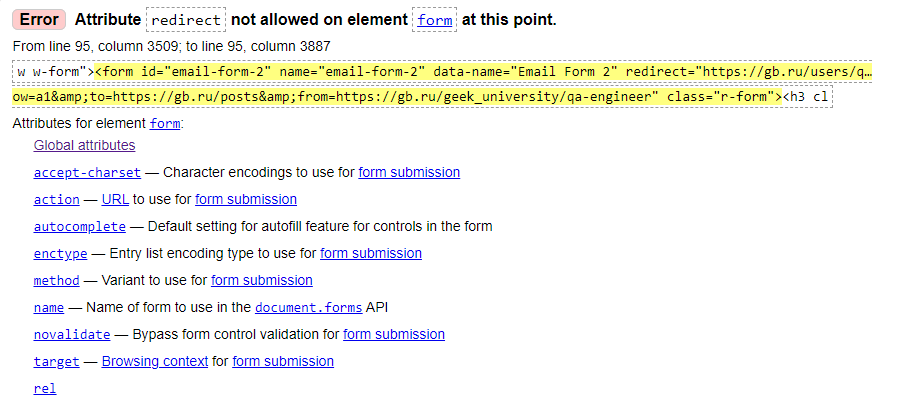 Error Attribute redirect not allowed on element form at this point.
From line 95, column 3509; to line 95, column 3887
w w-form"><form id="email-form-2" name="email-form-2" data-name="Email Form 2" redirect="https://gb.ru/users/q…
ow=a1&amp;to=https://gb.ru/posts&amp;from=https://gb.ru/geek_university/qa-engineer" class="r-form"><h3 cl
Attributes for element form:
Global attributes
accept-charset — Character encodings to use for form submission
action — URL to use for form submission
autocomplete — Default setting for autofill feature for controls in the form
enctype — Entry list encoding type to use for form submission
method — Variant to use for form submission
name — Name of form to use in the document.forms API
novalidate — Bypass form control validation for form submission
target — Browsing context for form submission
rel